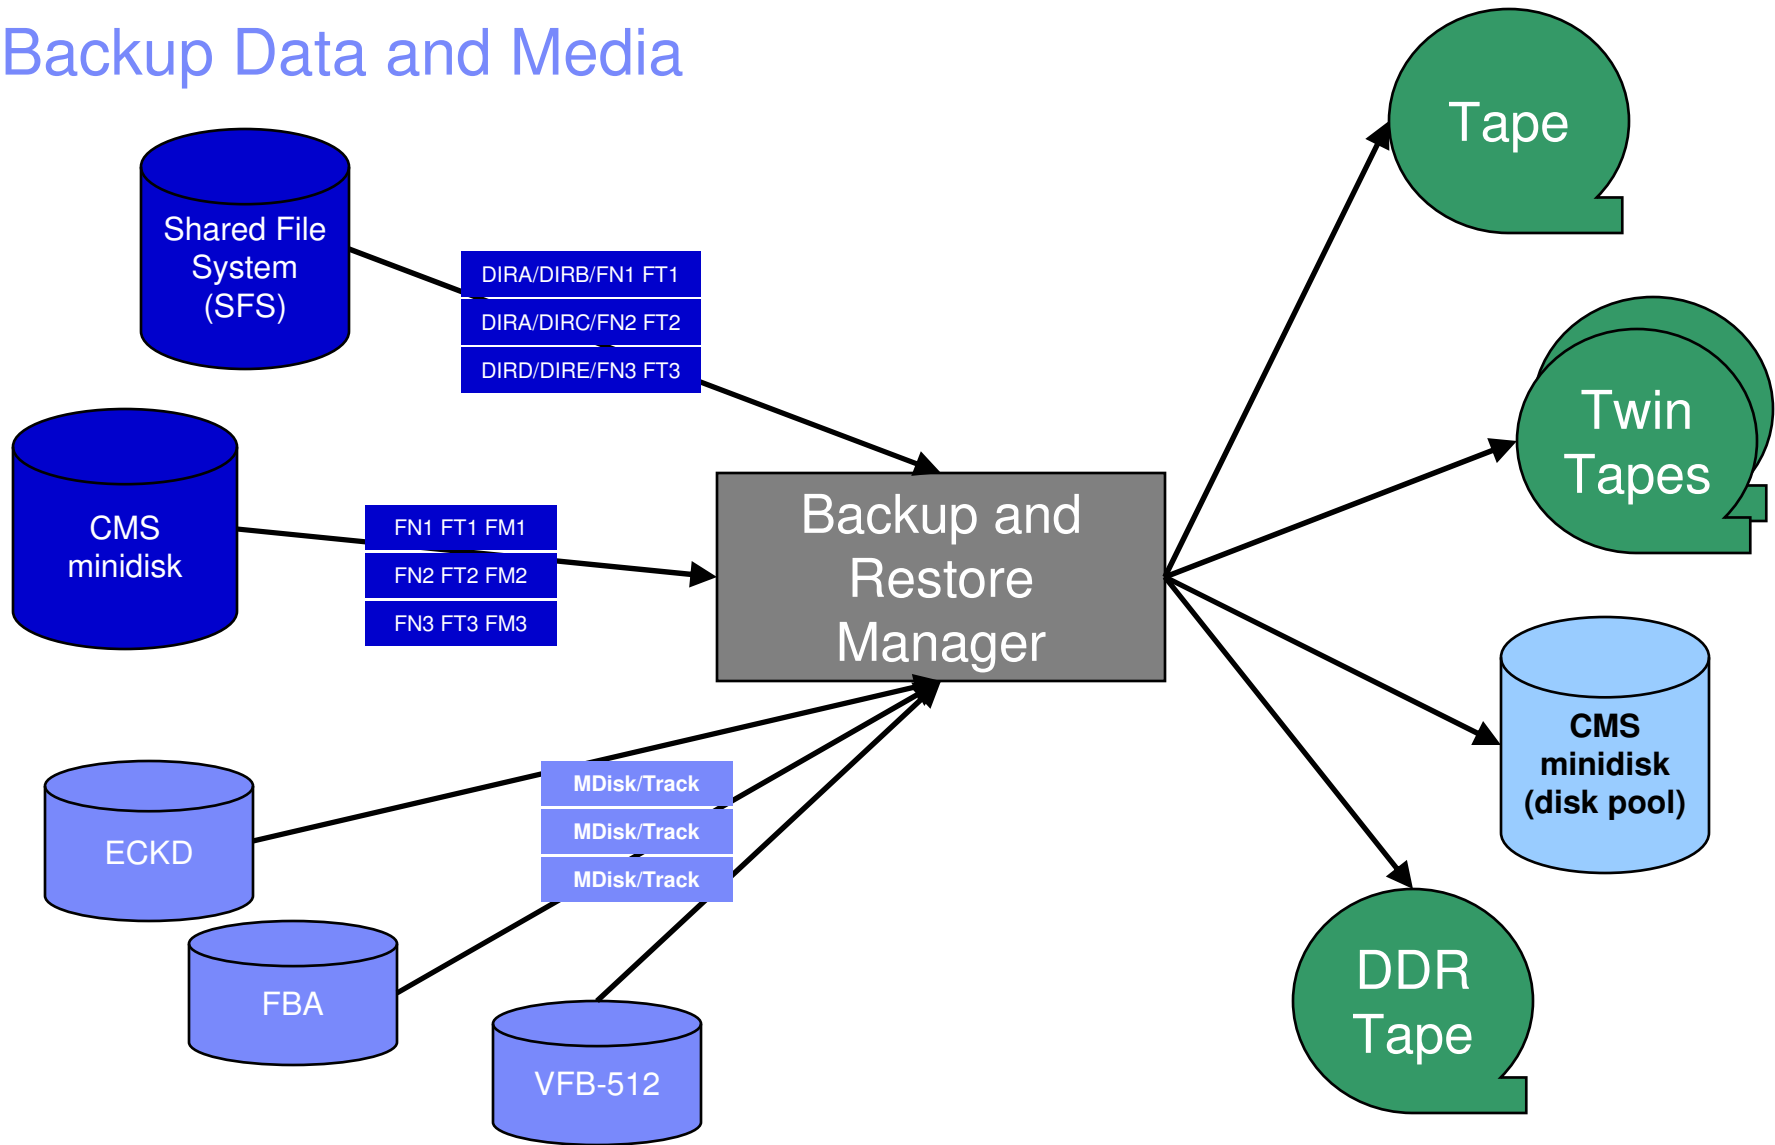 Backup Data and Media
Shared File
System
(SFS)
DIRA/DIRB/FN1 FT1
DIRA/DIRC/FN2 FT2
DIRD/DIRE/FN3 FT3
CMS
minidisk
FN1 FT1 FM1
FN2 FT2 FM2
FN3 FT3 FM3
ECKD
FBA
VFB-512
MDisk/Track
MDisk/Track
MDisk/Track
Backup and
Restore
Manager
Tape
Twin
Tapes
CMS
minidisk
(disk pool)
DDR
Tape